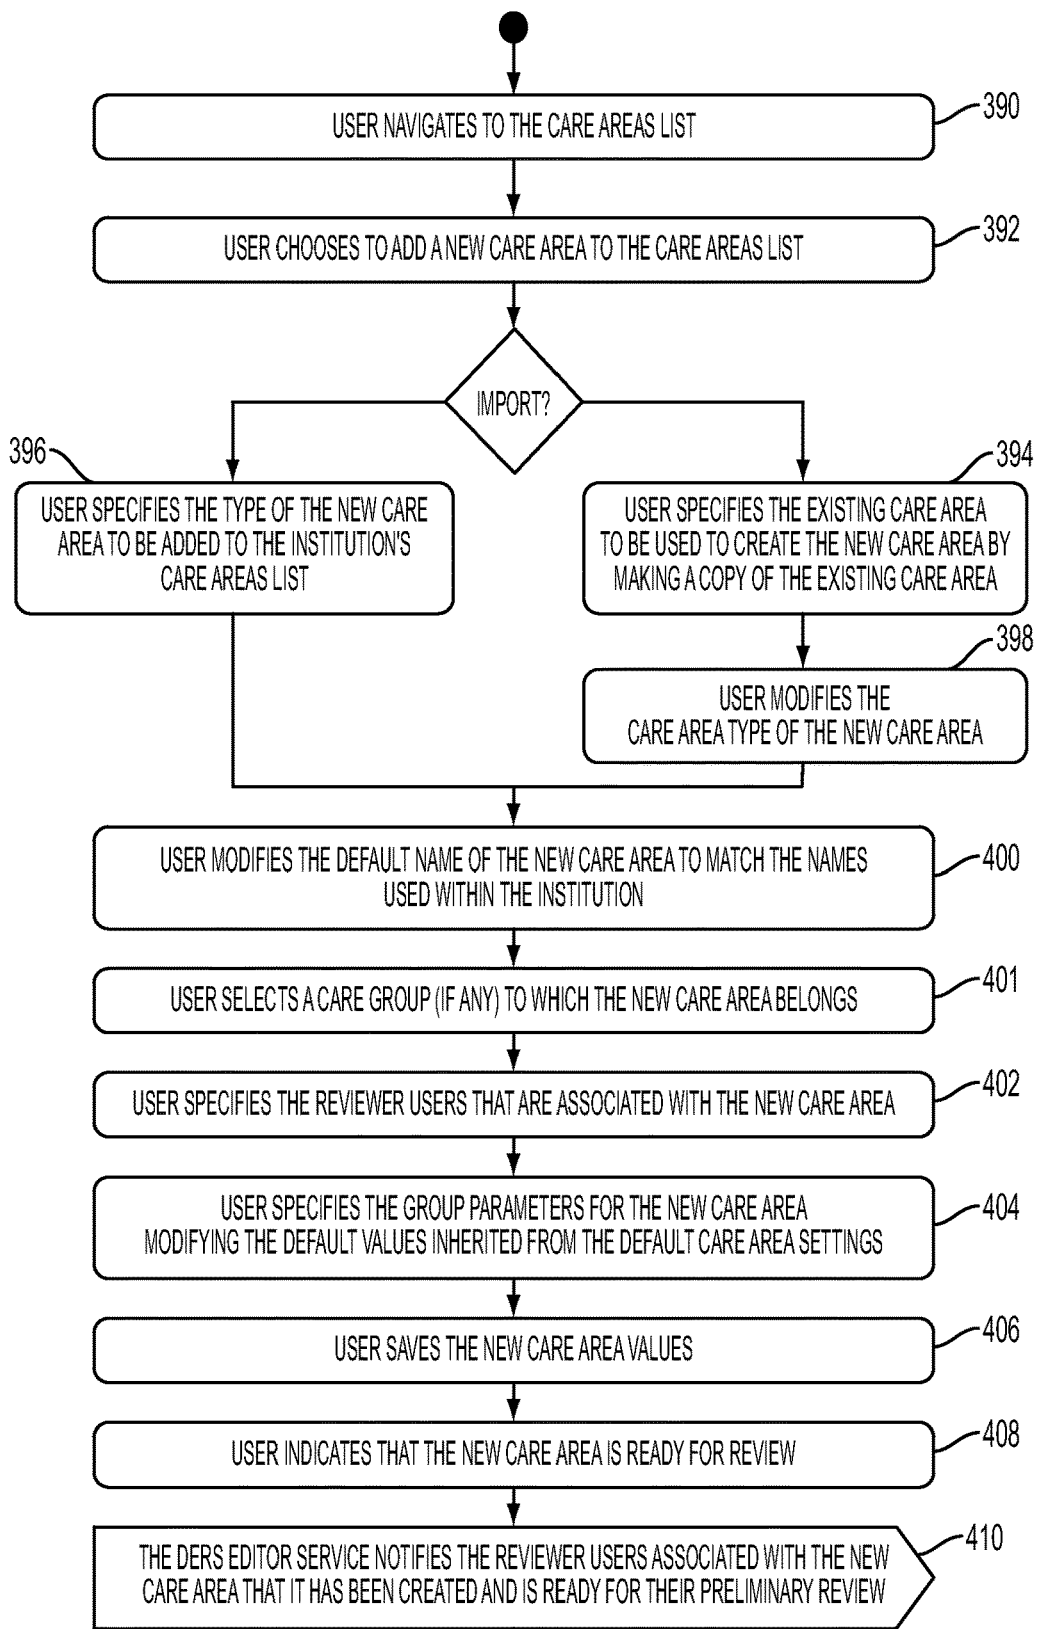 USER NAVIGATES TO THE CARE AREAS LIST
390
USER CHOOSES TO ADD A NEW CARE AREA TO THE CARE AREAS LIST
392
IMPORT?
396
USER SPECIFIES THE TYPE OF THE NEW CARE
AREA TO BE ADDED TO THE INSTITUTION'S
CARE AREAS LIST
394
USER SPECIFIES THE EXISTING CARE AREA
TO BE USED TO CREATE THE NEW CARE AREA BY
MAKING A COPY OF THE EXISTING CARE AREA
398
USER MODIFIES THE
CARE AREA TYPE OF THE NEW CARE AREA
USER MODIFIES THE DEFAULT NAME OF THE NEW CARE AREA TO MATCH THE NAMES
USED WITHIN THE INSTITUTION
400
USER SELECTS A CARE GROUP (IF ANY) TO WHICH THE NEW CARE AREA BELONGS
401
USER SPECIFIES THE REVIEWER USERS THAT ARE ASSOCIATED WITH THE NEW CARE AREA
402
USER SPECIFIES THE GROUP PARAMETERS FOR THE NEW CARE AREA
MODIFYING THE DEFAULT VALUES INHERITED FROM THE DEFAULT CARE AREA SETTINGS
404
USER SAVES THE NEW CARE AREA VALUES
406
USER INDICATES THAT THE NEW CARE AREA IS READY FOR REVIEW
408
THE DERS EDITOR SERVICE NOTIFIES THE REVIEWER USERS ASSOCIATED WITH THE NEW
CARE AREA THAT IT HAS BEEN CREATED AND IS READY FOR THEIR PRELIMINARY REVIEW
410